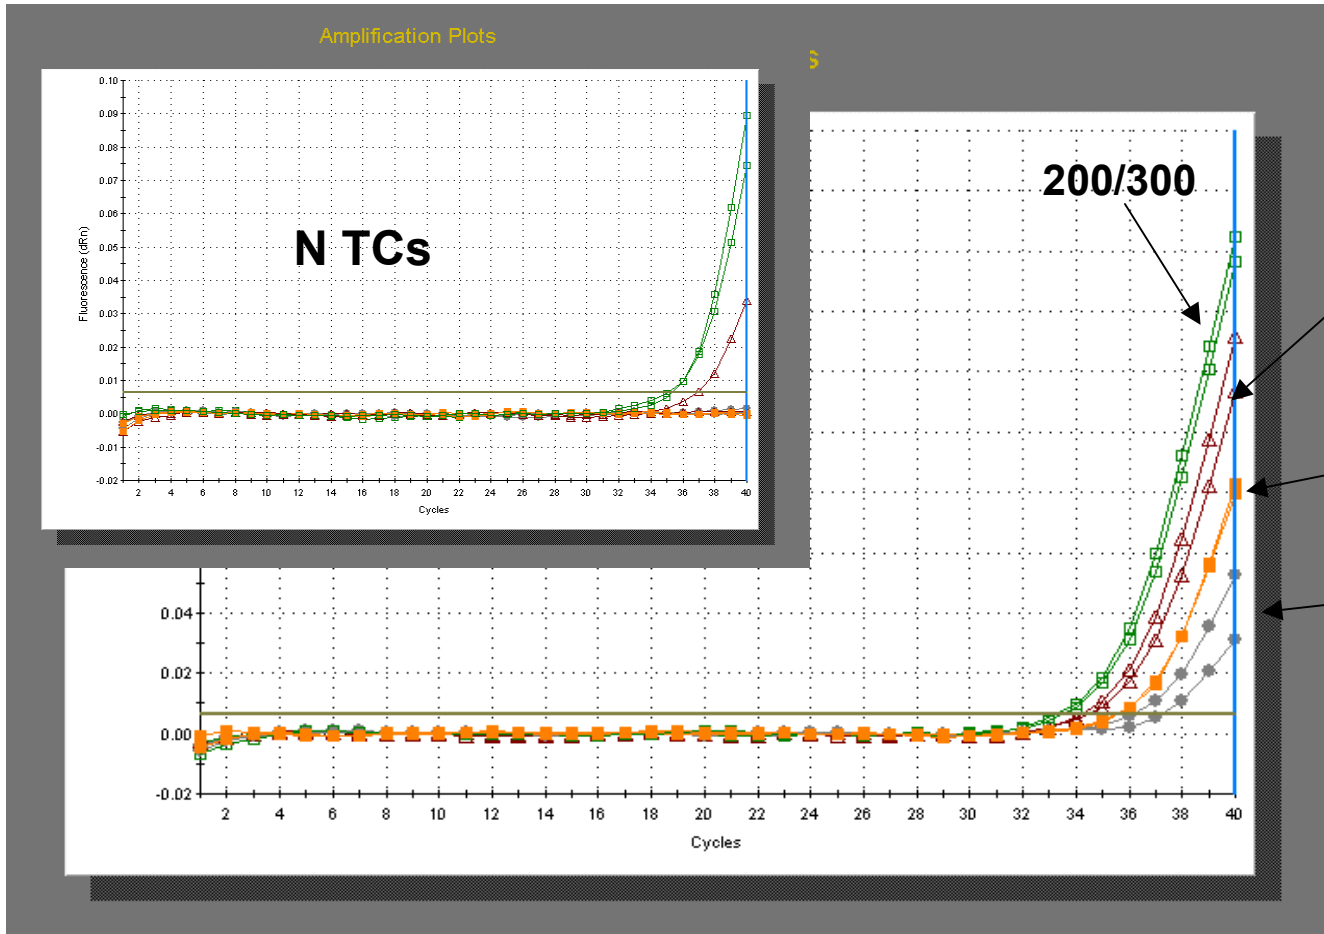 Amplification Plots
s
0.10
0.09
0.08
0.07
0.06
0.05
0.04
0.03
0.02
0.01
0.00
-0.01
-0.02
Fluorescence (dRn)
N TCs
2 4 6 8 10 12 14 16 18 20 22 24 26 28 30 32 34 36 38 40
Cycles
200/300
0.04
0.02
0.00
-0.02
2 4 6 8 10 12 14 16 18 20 22 24 26 28 30 32 34 36 38 40
Cycles